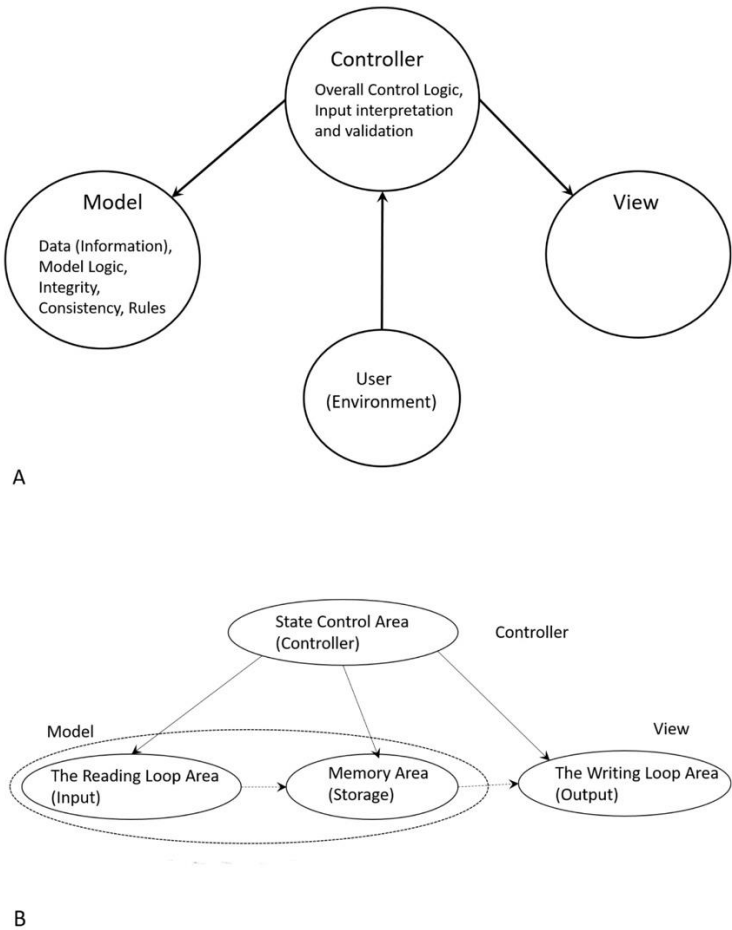 Controller
Overall Control Logic,
Input interpretation
and validation
Model
Data (Information),
Model Logic,
Integrity,
Consistency, Rules
View
User
(Environment)
A
State Control Area
(Controller)
Controller
Model
View
The Reading Loop Area
(Input)
Memory Area
(Storage)
The Writing Loop Area
(Output)
B